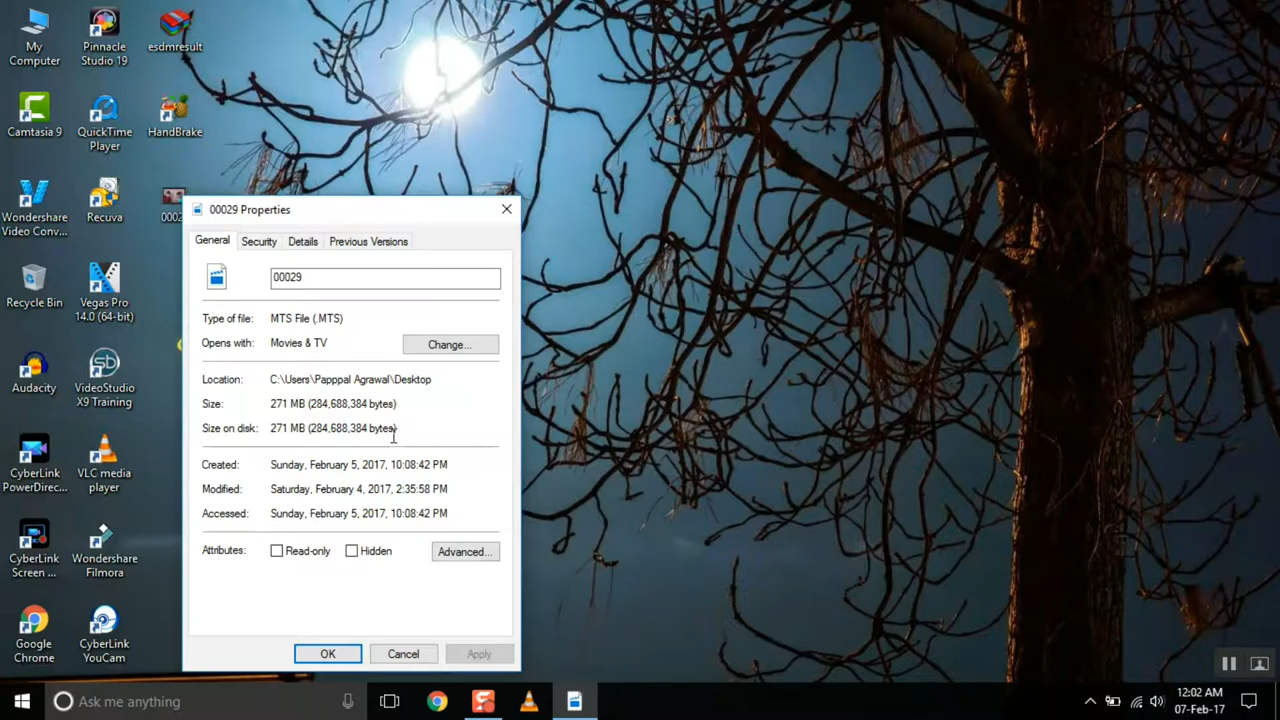 My Computer
Pinnacle Studio 19
esdmresult
Camtasia 9
QuickTime Player
HandBrake
Wondershare Video Conv...
Recuva
0002
Recycle Bin
Vegas Pro 14.0 (64-bit)
Audacity
VideoStudio X9 Training
CyberLink PowerDirec...
VLC media player
CyberLink Screen ...
Wondershare Filmora
Google Chrome
CyberLink YouCam
00029 Properties
General Security Details Previous Versions
00029
Type of file: MTS File (.MTS)
Opens with: Movies & TV Change...
Location: C:\Users\Papppal Agrawal\Desktop
Size: 271 MB (284,688,384 bytes)
Size on disk: 271 MB (284,688,384 bytes)
Created: Sunday, February 5, 2017, 10:08:42 PM
Modified: Saturday, February 4, 2017, 2:35:58 PM
Accessed: Sunday, February 5, 2017, 10:08:42 PM
Attributes: Read-only Hidden Advanced...
OK Cancel Apply
Ask me anything
12:02 AM
07-Feb-17